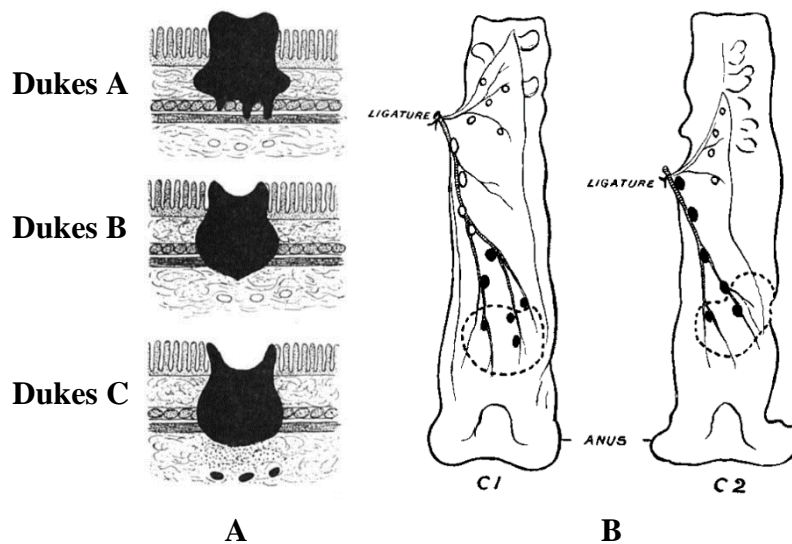 Dukes A
Dukes B
Dukes C
LIGATURE
LIGATURE
ANUS
C1
C2
A
B